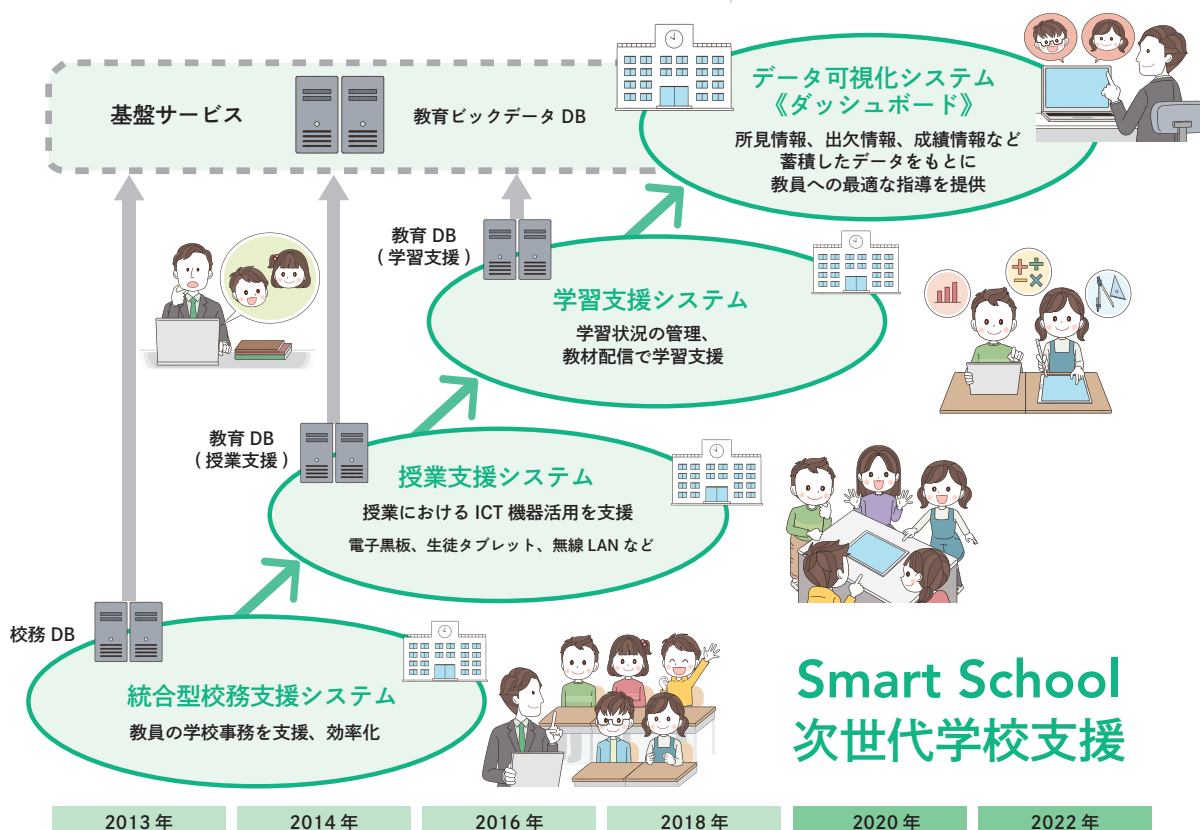 基盤サービス
教育ビックデータ DB
データ可視化システム
《ダッシュボード》
所見情報、出欠情報、成績情報など
蓄積したデータをもとに
教員への最適な指導を提供
教育 DB
( 学習支援 )
学習支援システム
学習状況の管理、
教材配信で学習支援
教育 DB
( 授業支援 )
授業支援システム
授業における ICT 機器活用を支援
電子黒板、生徒タブレット、無線 LAN など
校務 DB
統合型校務支援システム
教員の学校事務を支援、効率化
Smart School
次世代学校支援
2013 年
2014 年
2016 年
2018 年
2020 年
2022 年